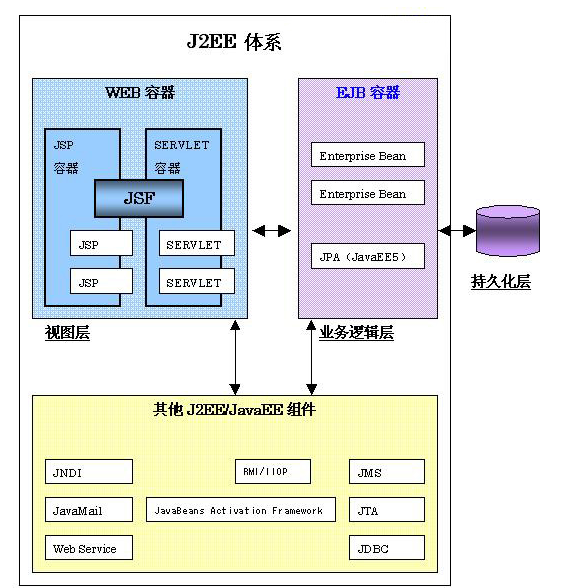 J2EE 体系
WEB 容器
JSP
容器
SERVLET
容器
JSF
JSP
SERVLET
JSP
SERVLET
视图层
EJB 容器
Enterprise Bean
Enterprise Bean
JPA（JavaEE5）
业务逻辑层
持久化层
其他 J2EE/JavaEE 组件
JNDI
RMI/IIOP
JMS
JavaMail
JavaBeans Activation Framework
JTA
Web Service
JDBC